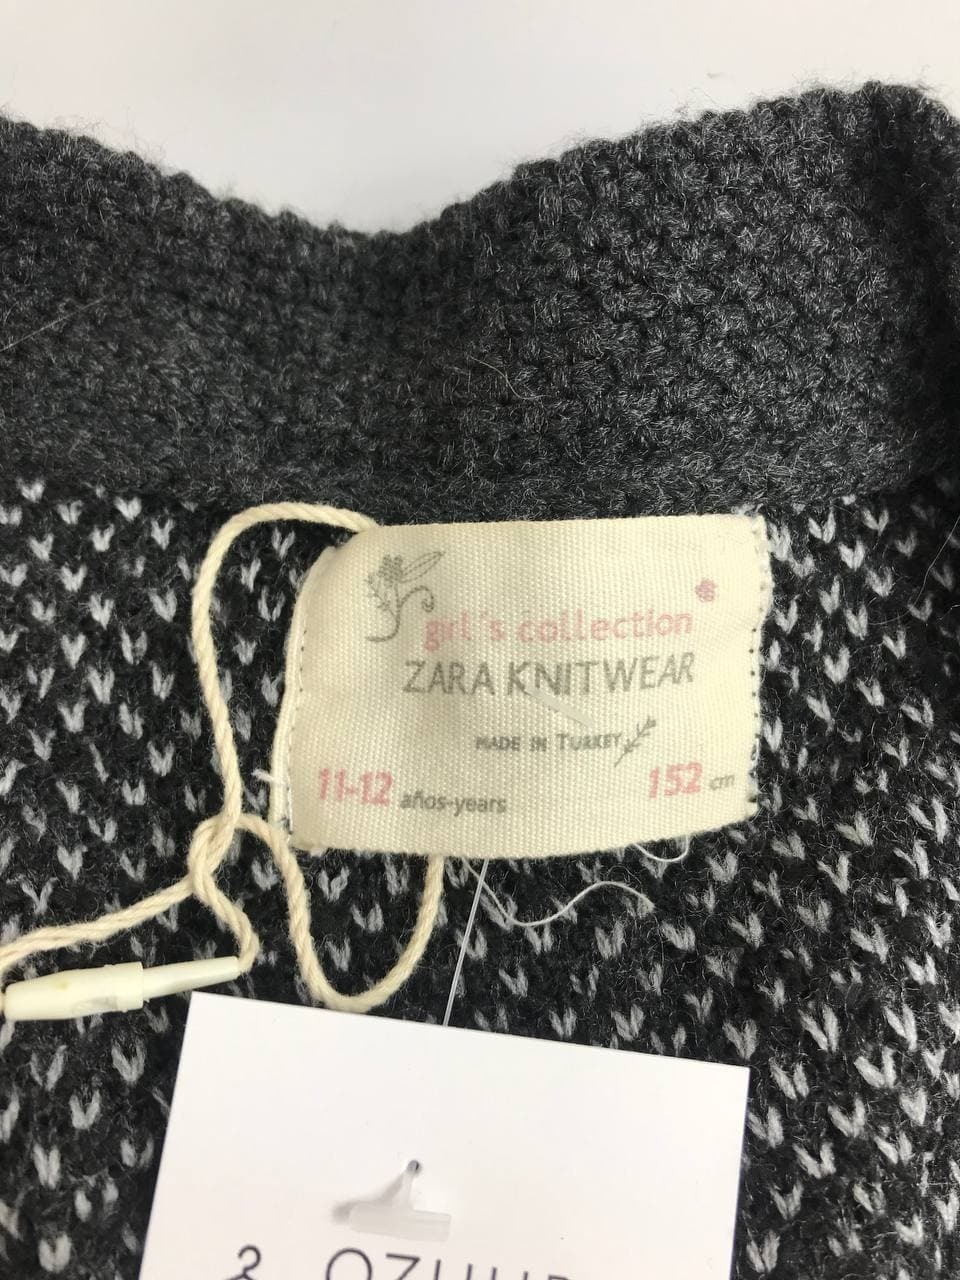 girl's collection
ZARA KNITWEAR
MADE IN TURKEY
11-12 años-years
152 cm